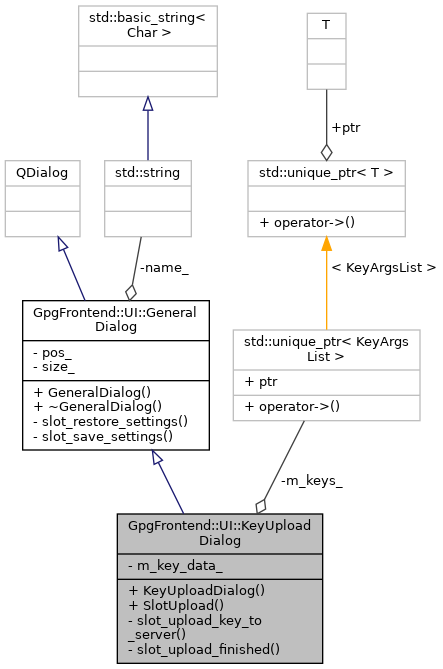 std::basic_string<
Char >
T
+ptr
QDialog
std::string
std::unique_ptr< T >
+ operator->()
-name_
< KeyArgsList >
GpgFrontend::UI::General
Dialog
- pos_
- size_
+ GeneralDialog()
+ ~GeneralDialog()
- slot_restore_settings()
- slot_save_settings()
std::unique_ptr< KeyArgs
List >
+ ptr
+ operator->()
-m_keys_
GpgFrontend::UI::KeyUpload
Dialog
- m_key_data_
+ KeyUploadDialog()
+ SlotUpload()
- slot_upload_key_to
_server()
- slot_upload_finished()